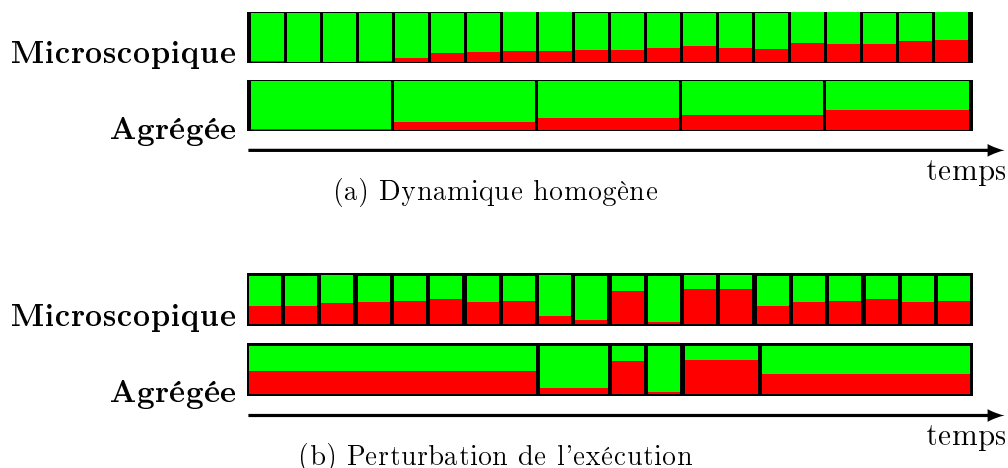 Microscopique
Agrégée
temps
(a) Dynamique homogène
Microscopique
Agrégée
temps
(b) Perturbation de l'exécution